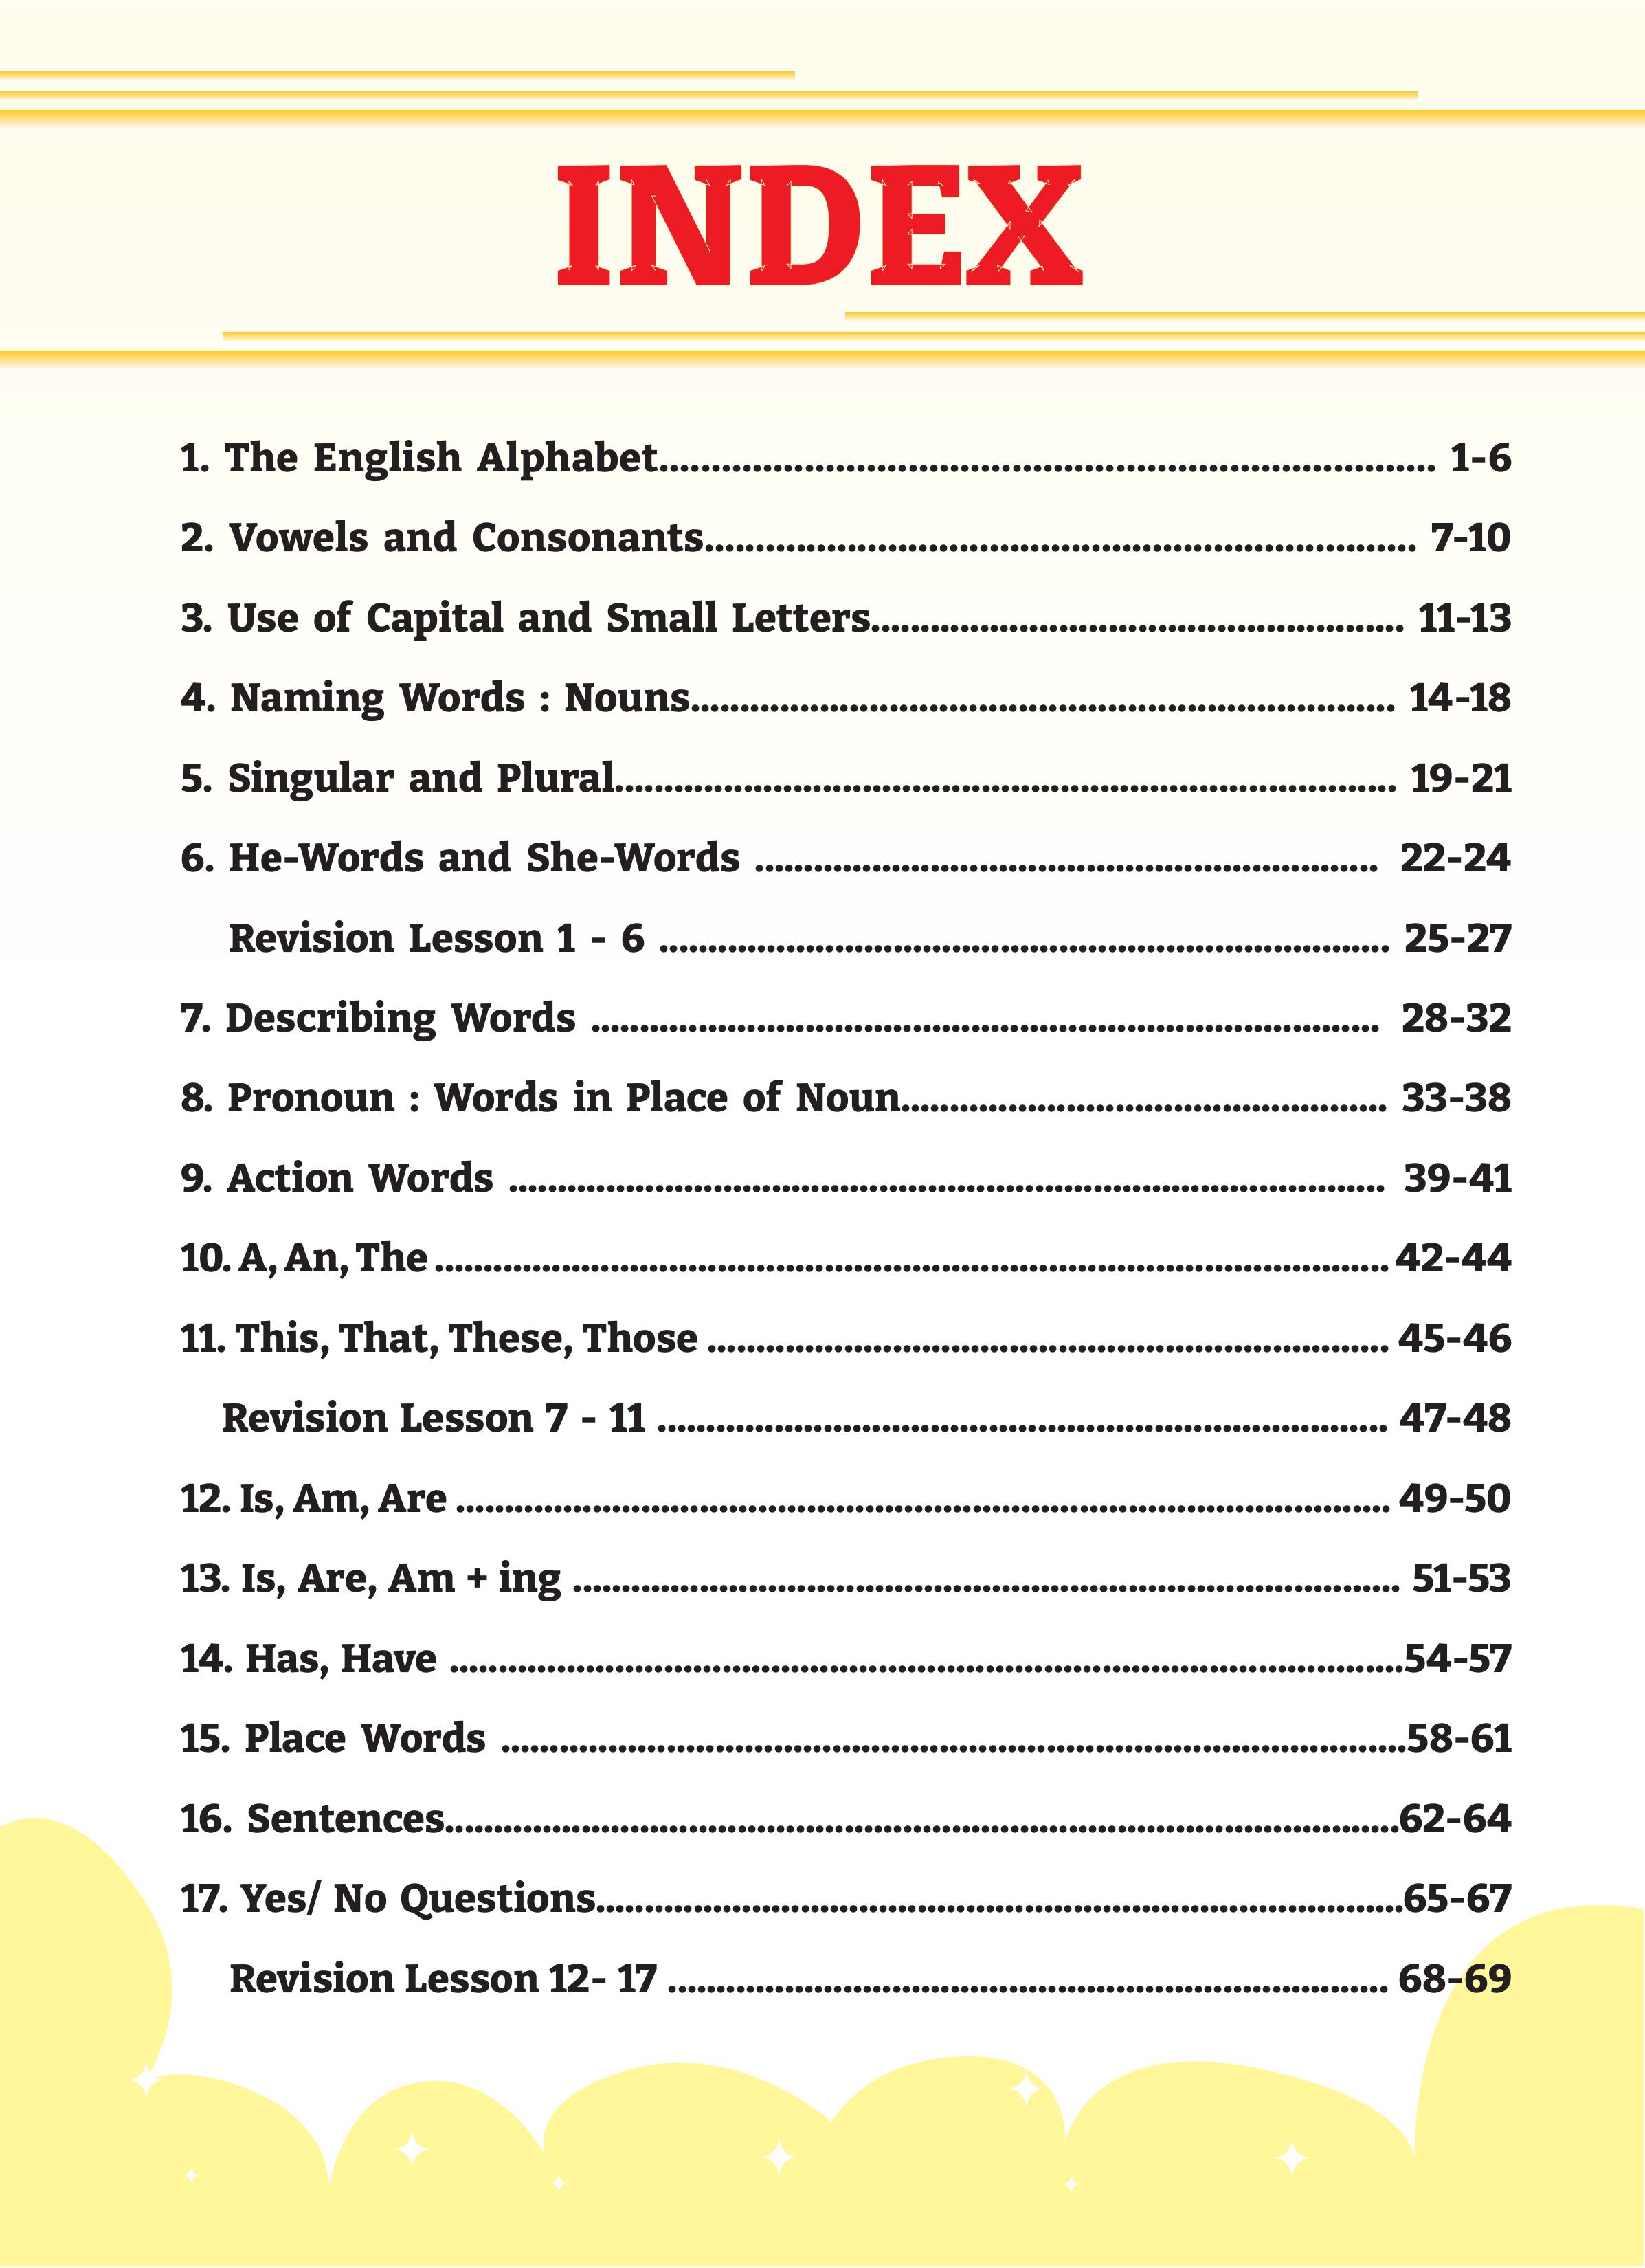 INDEX
1. The English Alphabet........................................................................... 1-6
2. Vowels and Consonants..................................................................... 7-10
3. Use of Capital and Small Letters.................................................... 11-13
4. Naming Words : Nouns.................................................................... 14-18
5. Singular and Plural........................................................................... 19-21
6. He-Words and She-Words ............................................................. 22-24
Revision Lesson 1 - 6 ....................................................................... 25-27
7. Describing Words ............................................................................. 28-32
8. Pronoun : Words in Place of Noun............................................... 33-38
9. Action Words ..................................................................................... 39-41
10. A, An, The ............................................................................................ 42-44
11. This, That, These, Those .................................................................. 45-46
Revision Lesson 7 - 11 ....................................................................... 47-48
12. Is, Am, Are .......................................................................................... 49-50
13. Is, Are, Am + ing ................................................................................ 51-53
14. Has, Have ............................................................................................54-57
15. Place Words ........................................................................................58-61
16. Sentences............................................................................................62-64
17. Yes/ No Questions..............................................................................65-67
Revision Lesson 12- 17 ...................................................................... 68-69